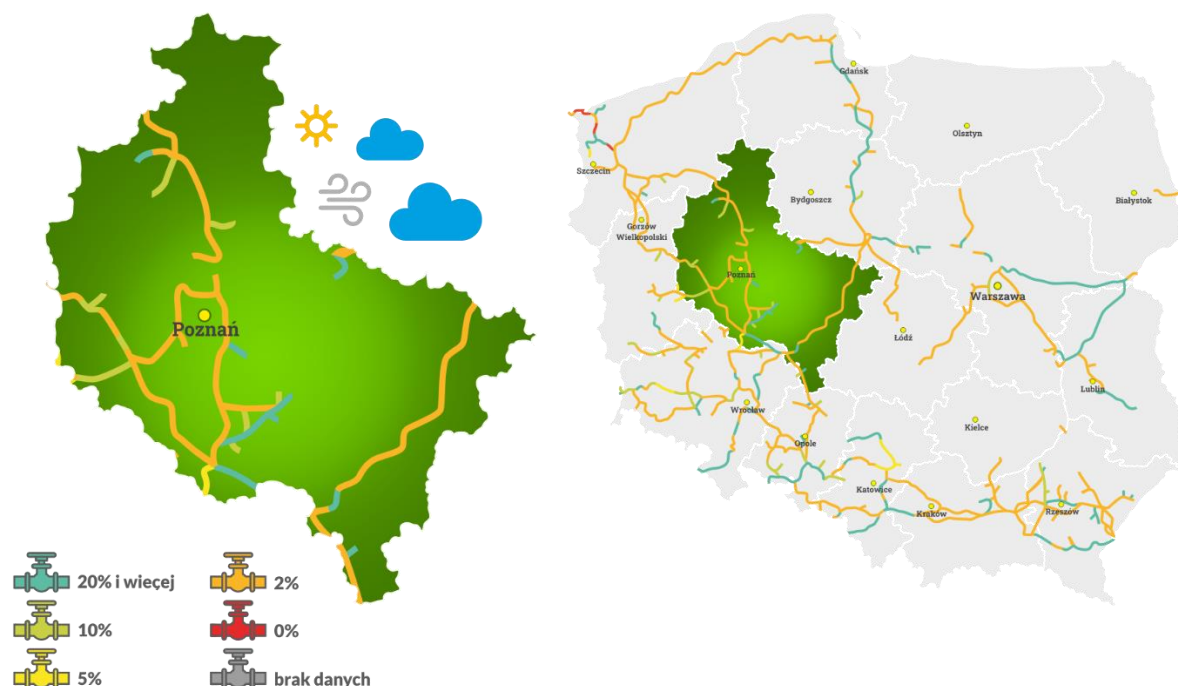 Poznań
20% i więcej
2%
10%
0%
5%
brak danych
Gdańsk
Olsztyn
Szczecin
Białystok
Bydgoszcz
Gorzów
Wielkopolski
Poznań
Warszawa
Łódź
Lublin
Wrocław
Kielce
Opole
Katowice
Kraków
Rzeszów